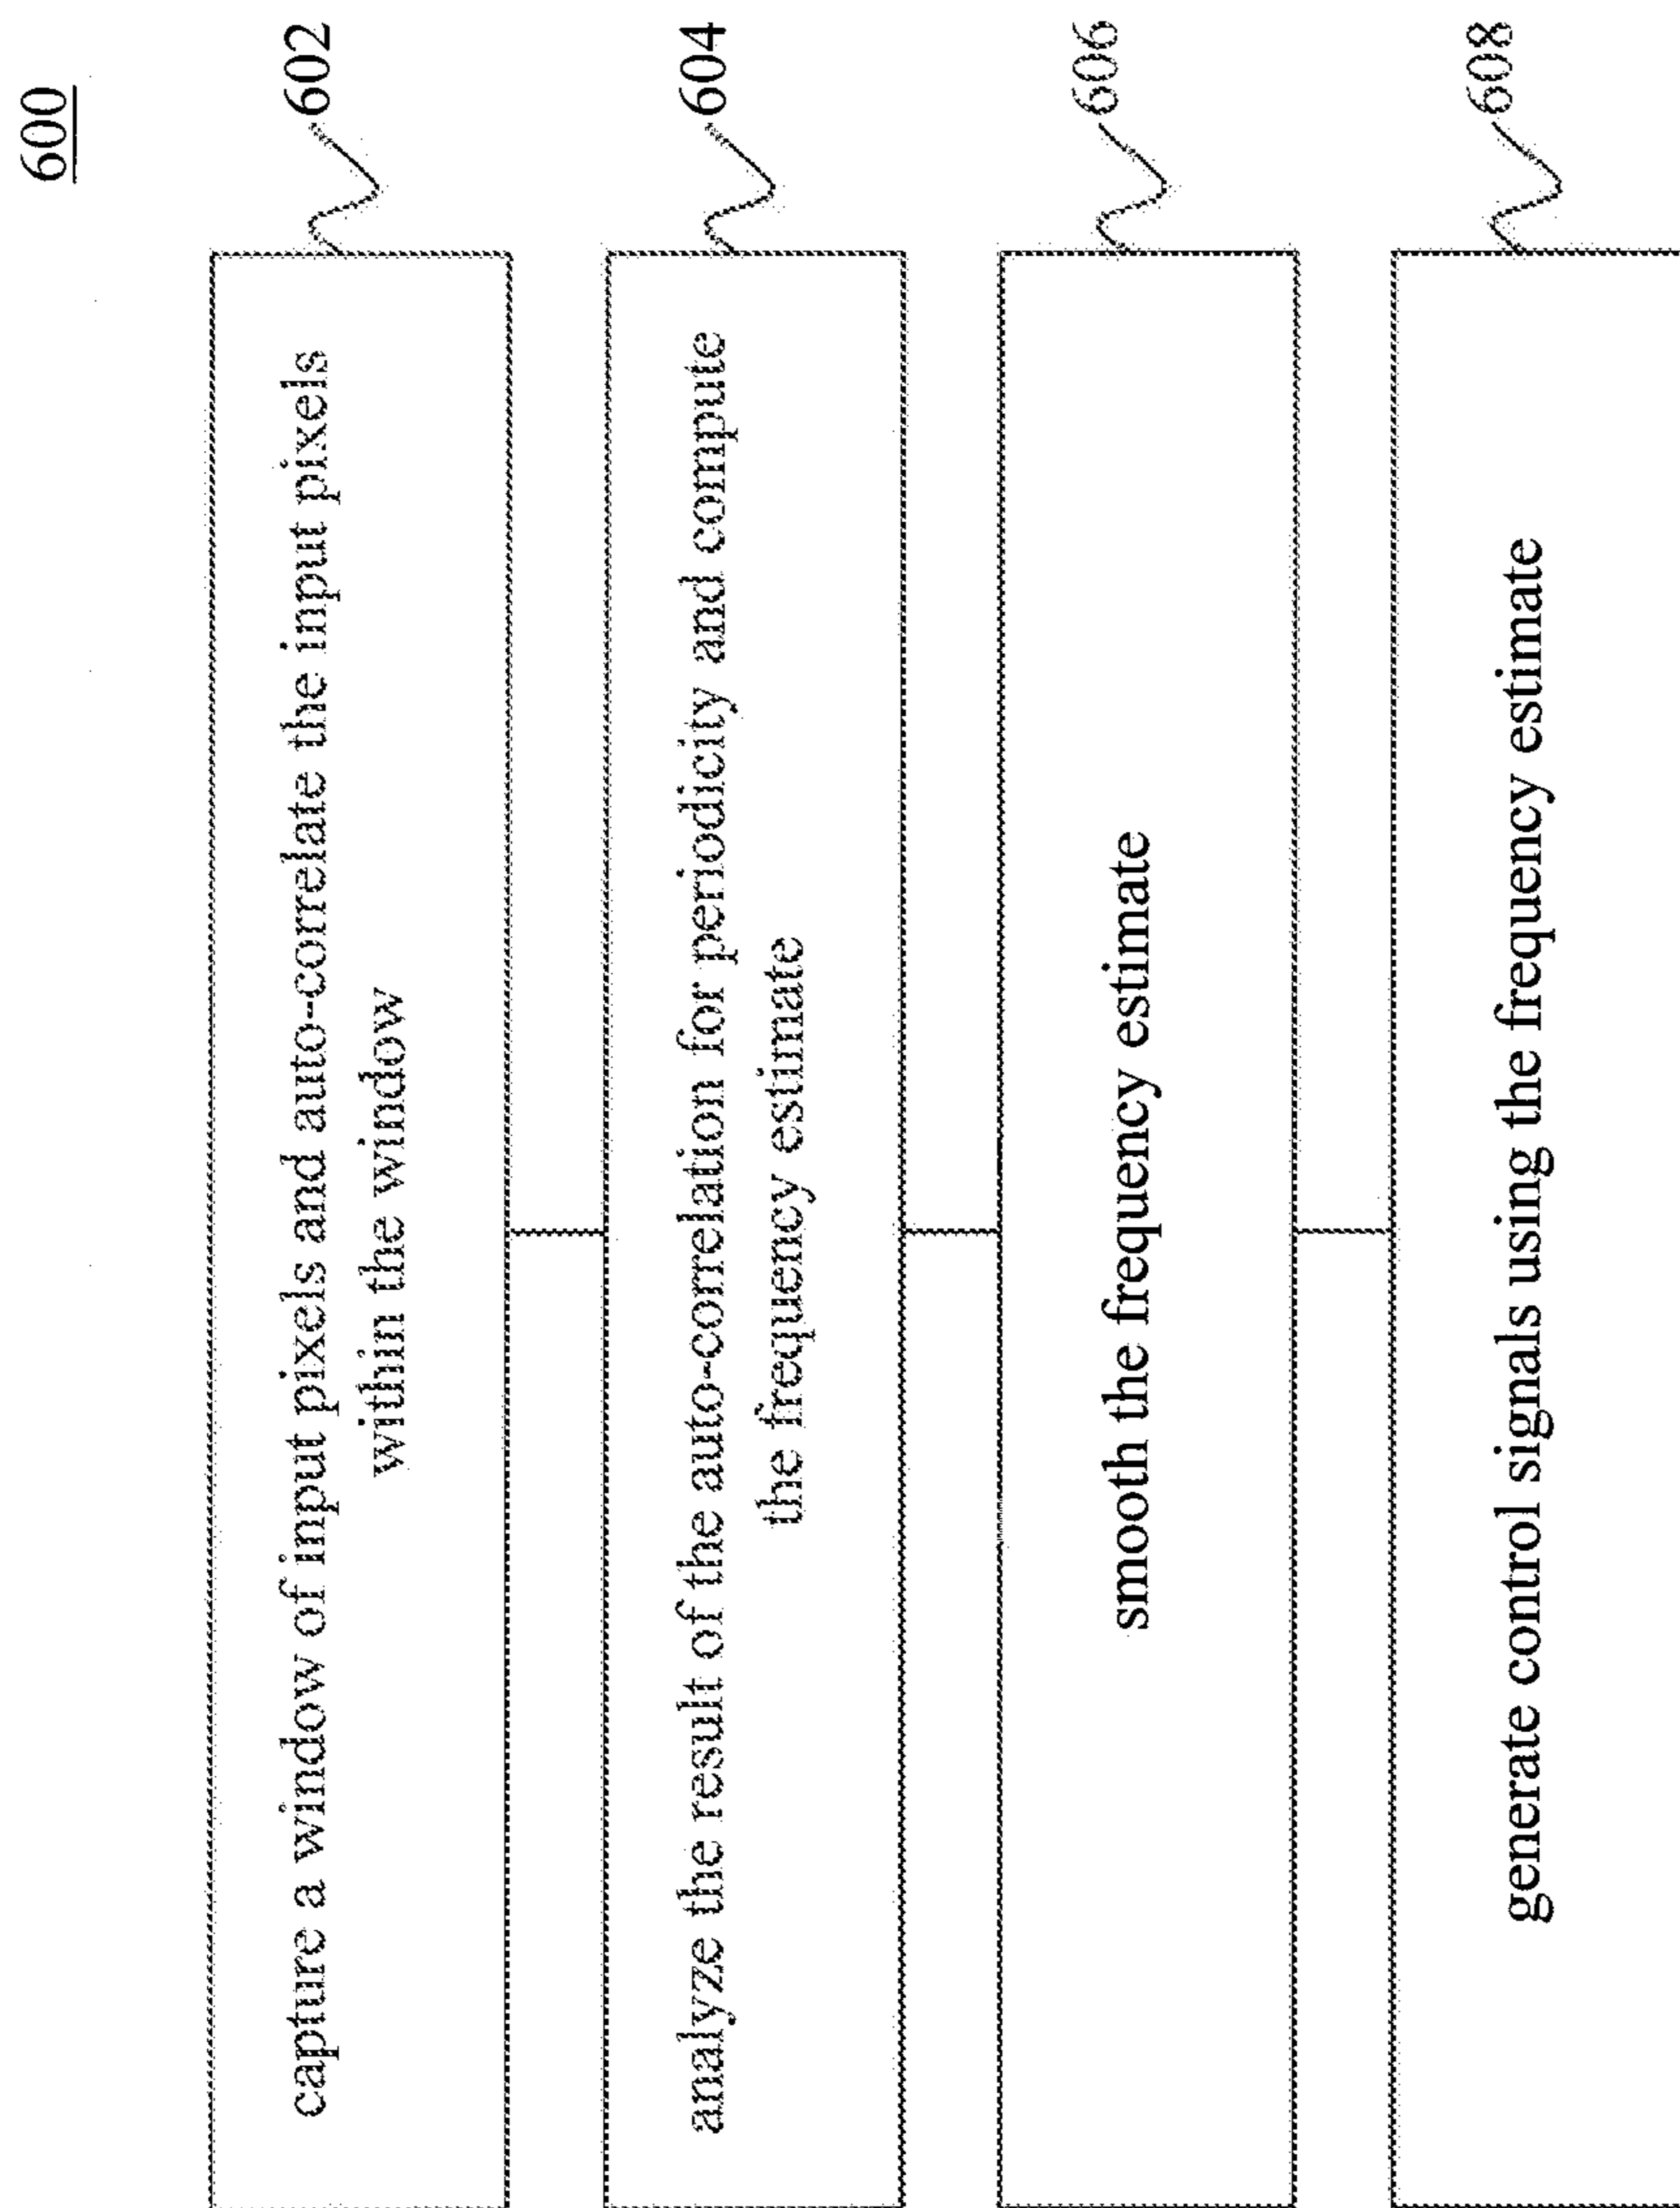 600
602
capture a window of input pixels and auto-correlate the input pixels
within the window
604
analyze the result of the auto-correlation for periodicity and compute
the frequency estimate
606
smooth the frequency estimate
608
generate control signals using the frequency estimate